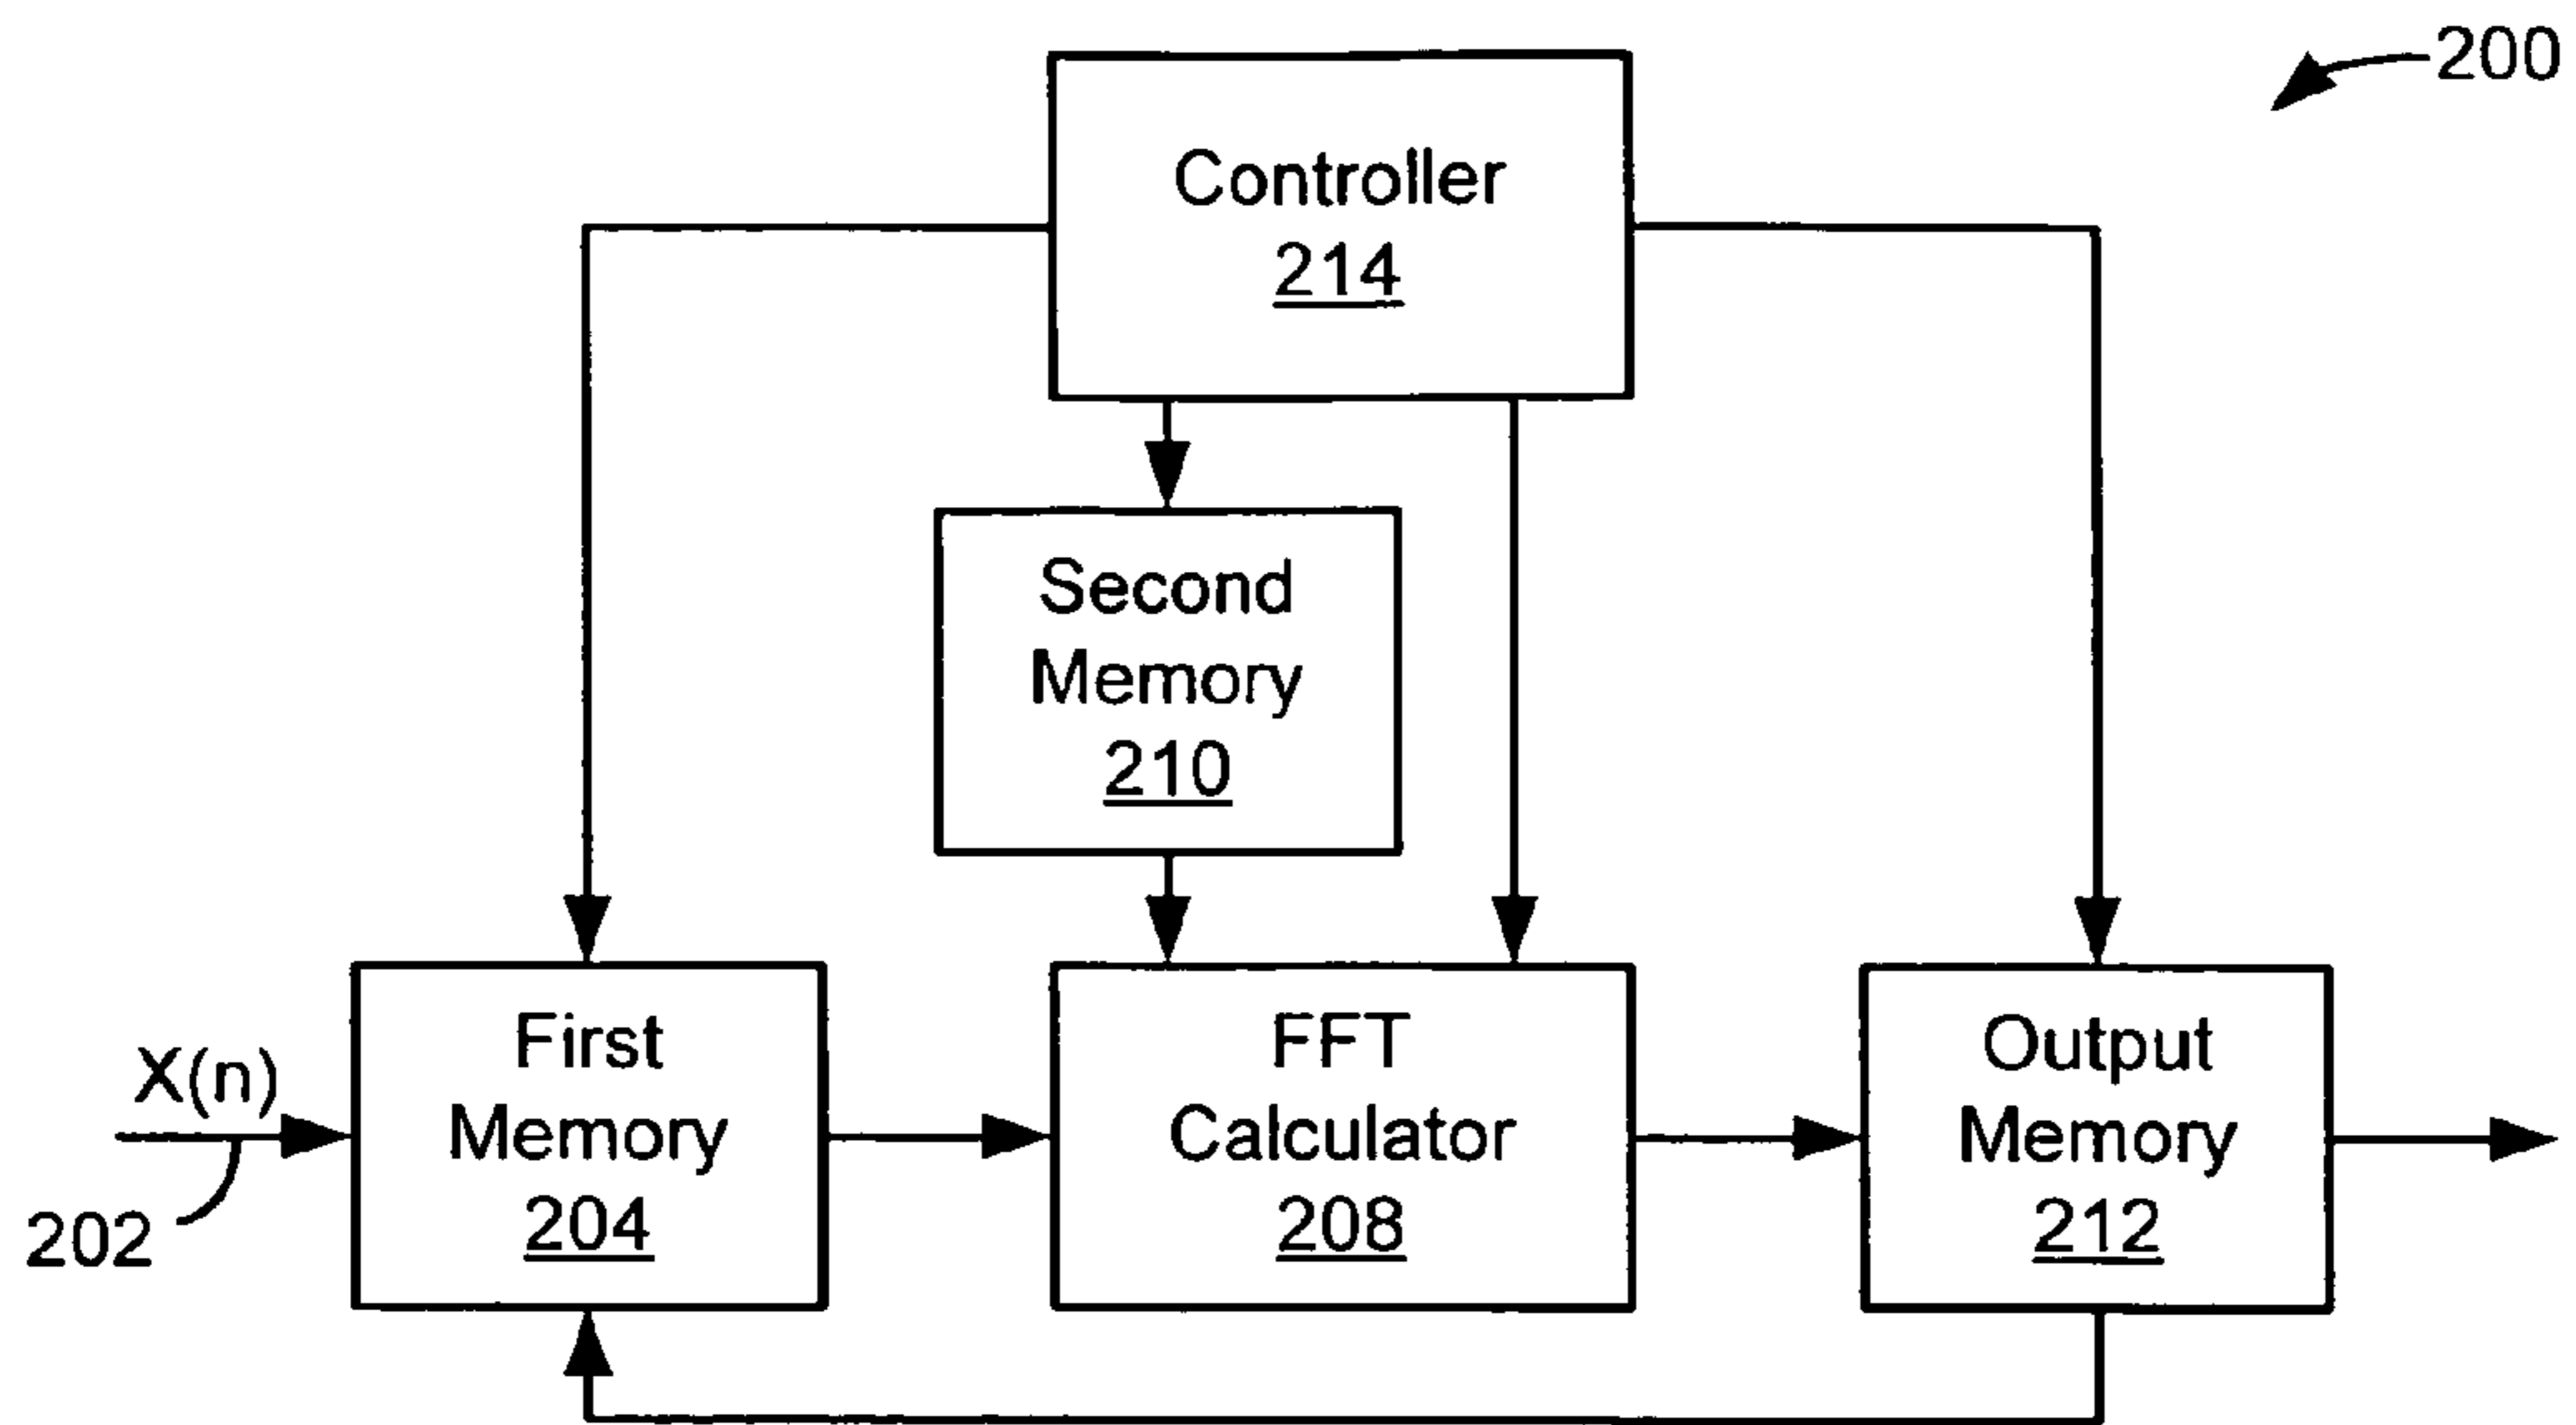 200
Controller
214
Second
Memory
210
X(n)
202
First
Memory
204
FFT
Calculator
208
Output
Memory
212